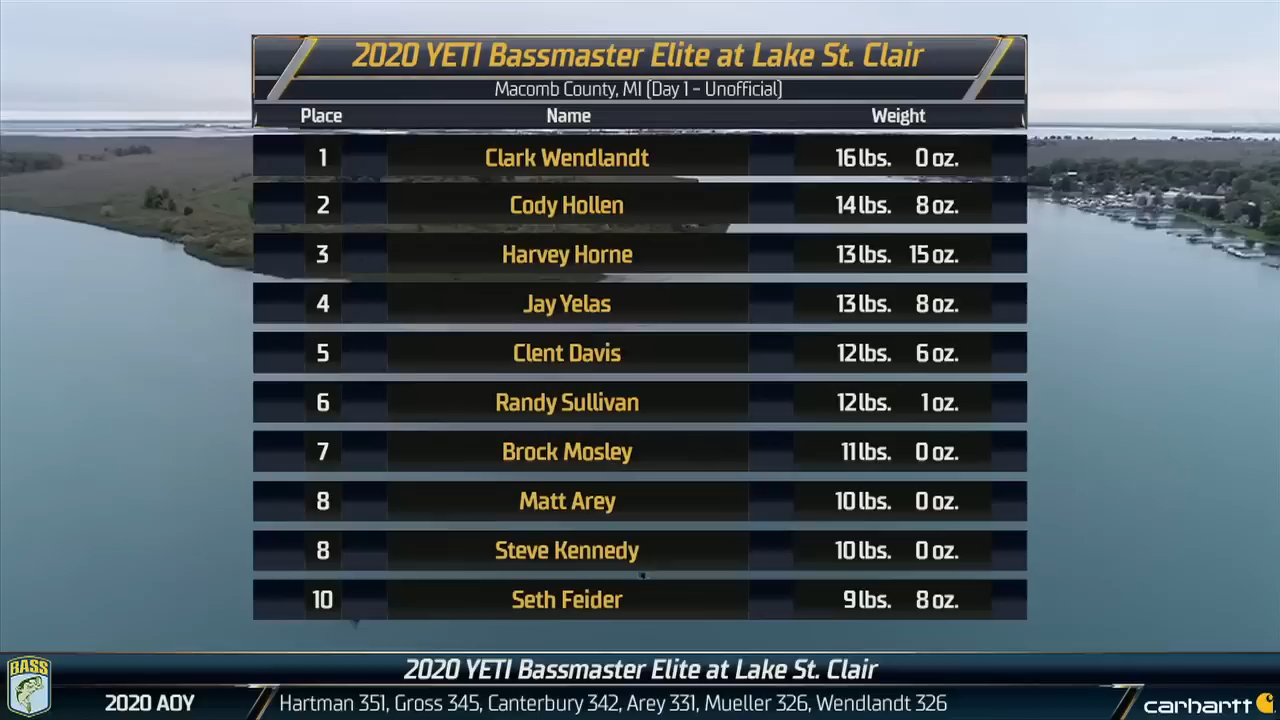 2020 YETI Bassmaster Elite at Lake St. Clair
Macomb County, MI (Day 1 - Unofficial)
Place Name Weight
1 Clark Wendlandt 16 lbs. 0 oz.
2 Cody Hollen 14 lbs. 8 oz.
3 Harvey Horne 13 lbs. 15 oz.
4 Jay Yelas 13 lbs. 8 oz.
5 Clent Davis 12 lbs. 6 oz.
6 Randy Sullivan 12 lbs. 1 oz.
7 Brock Mosley 11 lbs. 0 oz.
8 Matt Arey 10 lbs. 0 oz.
8 Steve Kennedy 10 lbs. 0 oz.
10 Seth Feider 9 lbs. 8 oz.
BASS 2020 YETI Bassmaster Elite at Lake St. Clair
2020 AOY Hartman 351, Gross 345, Canterbury 342, Arey 331, Mueller 326, Wendlandt 326 carhartt